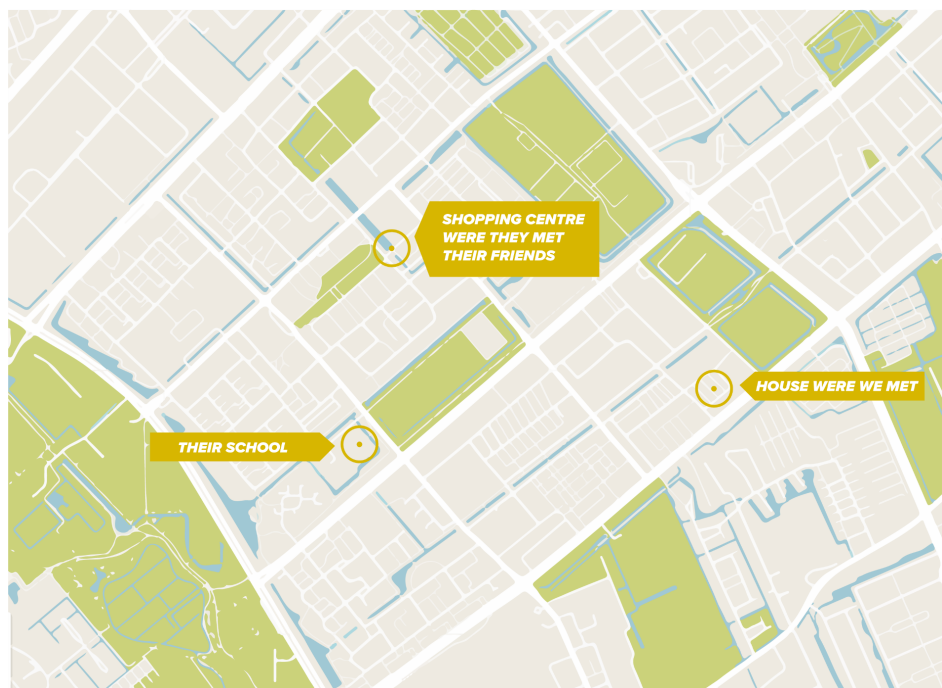 SHOPPING CENTRE
WERE THEY MET
THEIR FRIENDS
HOUSE WERE WE MET
THEIR SCHOOL